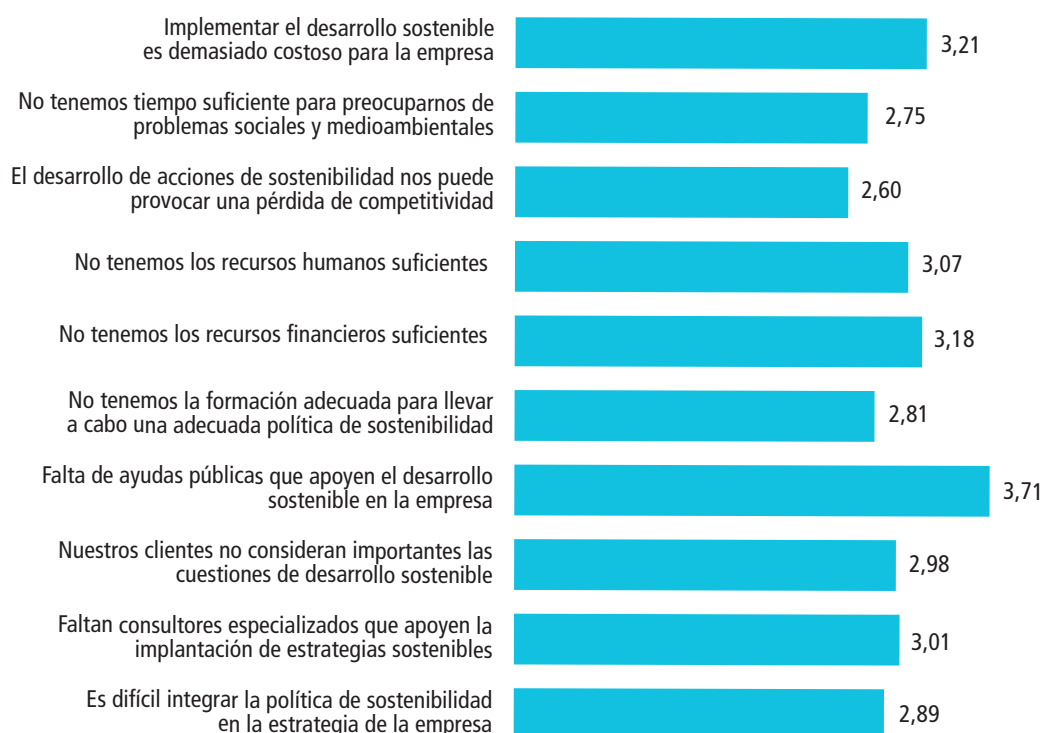 Implementar el desarrollo sostenible
es demasiado costoso para la empresa
3,21
No tenemos tiempo suficiente para preocuparnos de
problemas sociales y medioambientales
2,75
El desarrollo de acciones de sostenibilidad nos puede
provocar una pérdida de competitividad
2,60
No tenemos los recursos humanos suficientes
3,07
No tenemos los recursos financieros suficientes
3,18
No tenemos la formación adecuada para llevar
a cabo una adecuada política de sostenibilidad
2,81
Falta de ayudas públicas que apoyen el desarrollo
sostenible en la empresa
3,71
Nuestros clientes no consideran importantes las
cuestiones de desarrollo sostenible
2,98
Faltan consultores especializados que apoyen la
implantación de estrategias sostenibles
3,01
Es difícil integrar la política de sostenibilidad
en la estrategia de la empresa
2,89